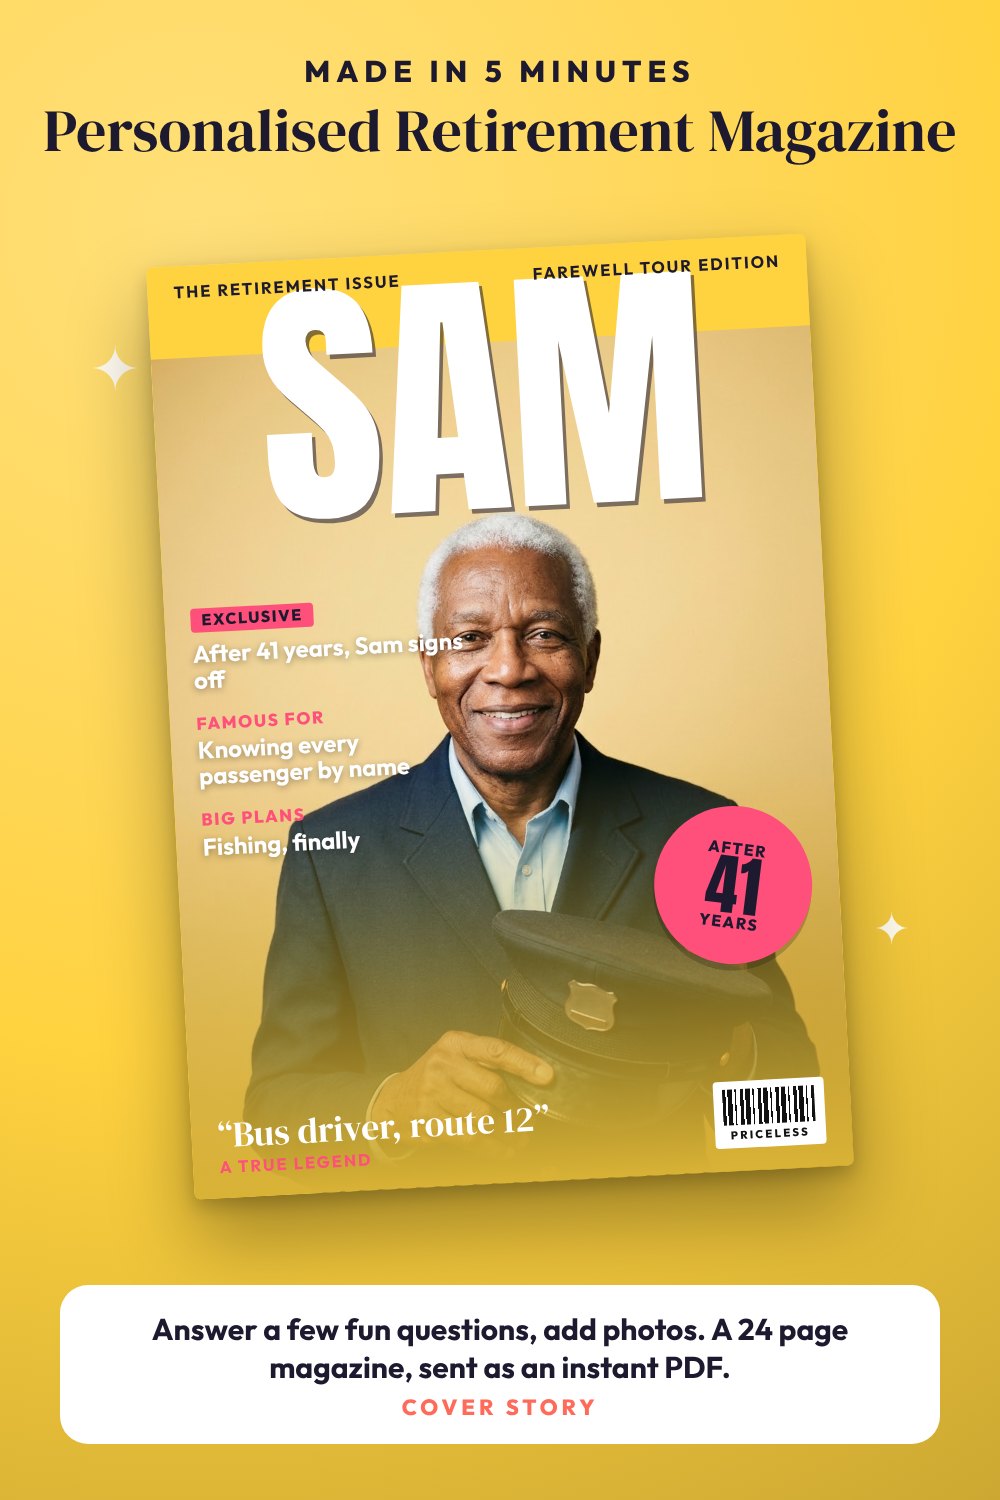 MADE IN 5 MINUTES
Personalised Retirement Magazine
THE RETIREMENT ISSUE
FAREWELL TOUR EDITION
SAM
EXCLUSIVE
After 41 years, Sam signs
off
FAMOUS FOR
Knowing every
passenger by name
BIG PLANS
Fishing, finally
AFTER
41
YEARS
“Bus driver, route 12”
A TRUE LEGEND
PRICELESS
Answer a few fun questions, add photos. A 24 page
magazine, sent as an instant PDF.
COVER STORY